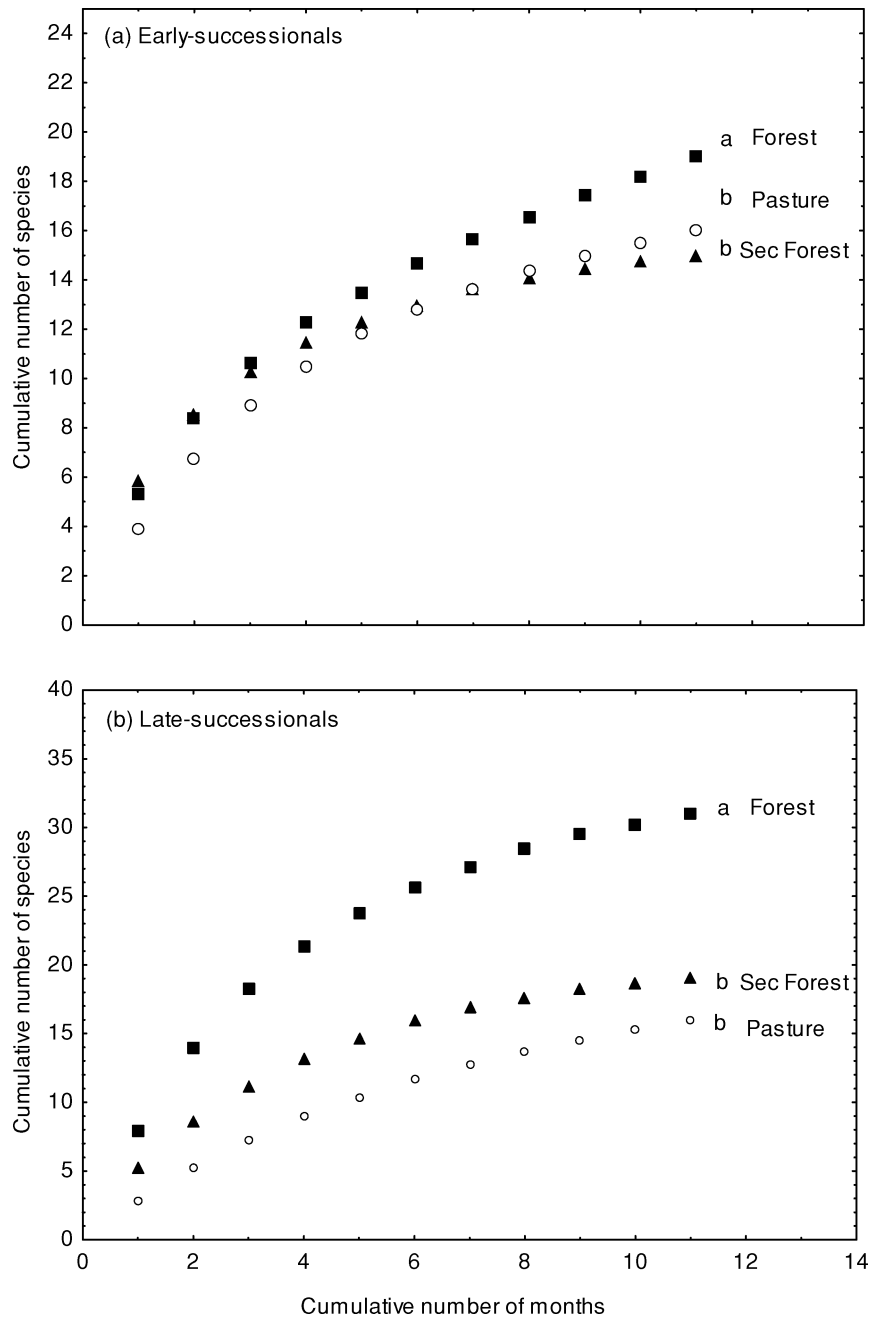 (a) Early-successionals
Cumulative number of species
24
22
20
18
16
14
12
10
8
6
4
2
0
a Forest
b Pasture
b Sec Forest
(b) Late-successionals
Cumulative number of species
40
35
30
25
20
15
10
5
0
a Forest
b Sec Forest
b Pasture
0 2 4 6 8 10 12 14
Cumulative number of months